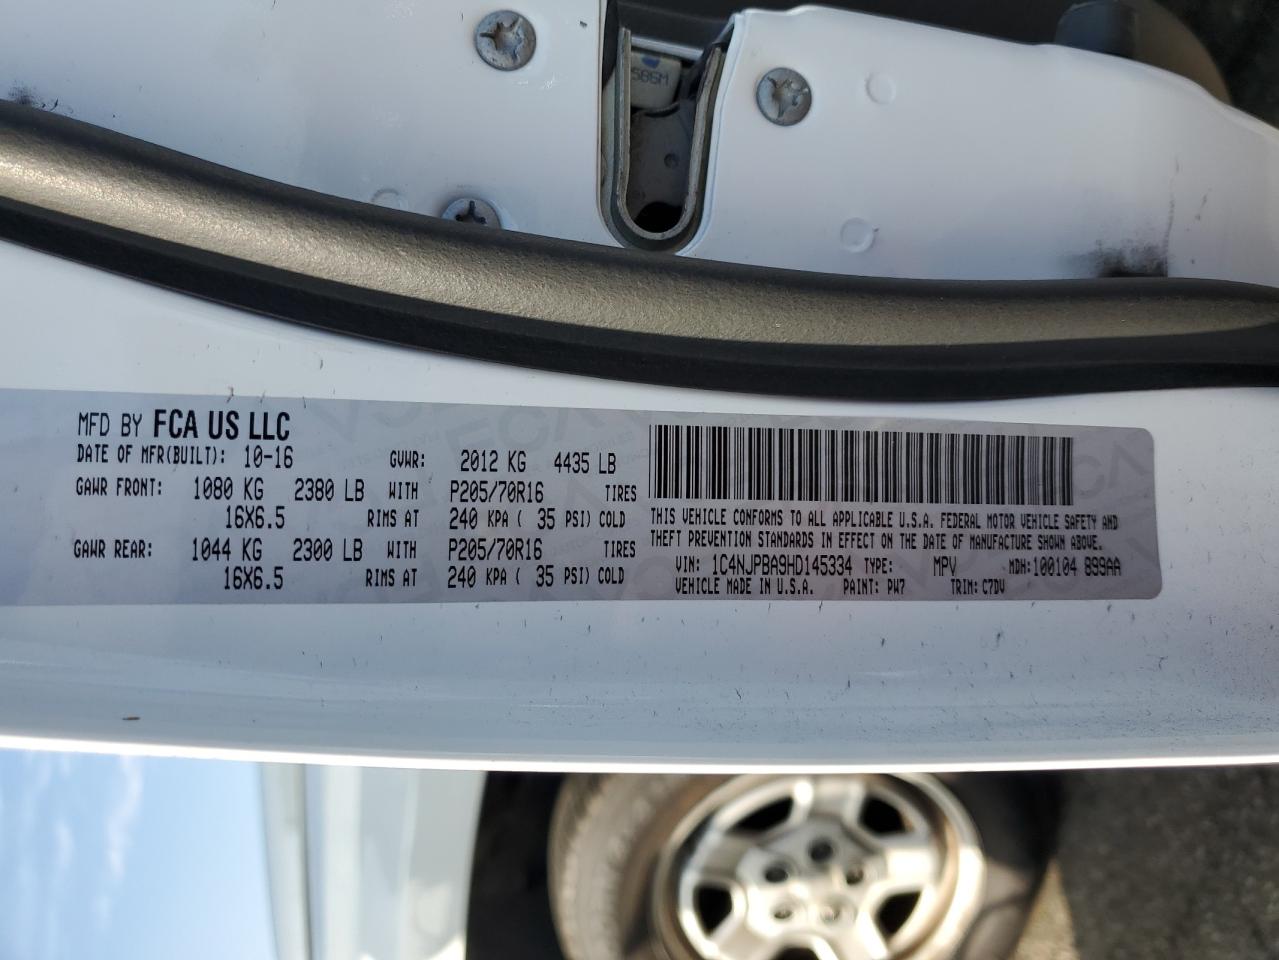 58SM
MFD BY FCA US LLC
DATE OF MFR(BUILT): 10-16 GVWR: 2012 KG 4435 LB
GAWR FRONT: 1080 KG 2380 LB WITH P205/70R16 TIRES
16X6.5 RIMS AT 240 KPA ( 35 PSI) COLD
GAWR REAR: 1044 KG 2300 LB WITH P205/70R16 TIRES
16X6.5 RIMS AT 240 KPA ( 35 PSI) COLD
THIS VEHICLE CONFORMS TO ALL APPLICABLE U.S.A. FEDERAL MOTOR VEHICLE SAFETY AND
THEFT PREVENTION STANDARDS IN EFFECT ON THE DATE OF MANUFACTURE SHOWN ABOVE.
VIN: 1C4NJPBA9HD145334 TYPE: MPV MDH:100104 899AA
VEHICLE MADE IN U.S.A. PAINT: PW7 TRIM: C7DV